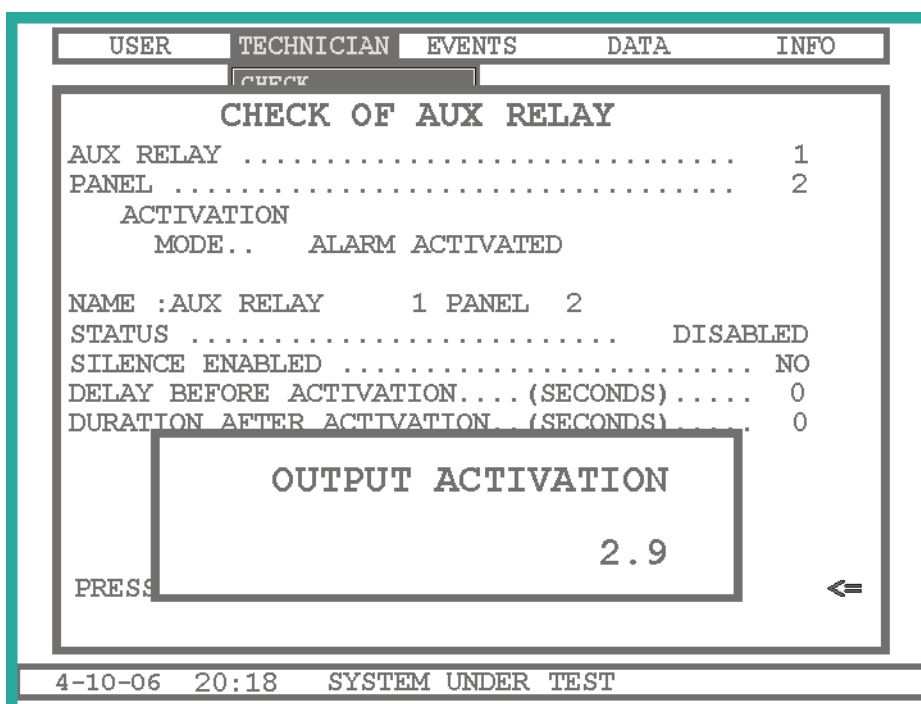 USER TECHNICIAN EVENTS DATA INFO
CHECK
CHECK OF AUX RELAY
AUX RELAY .............................. 1
PANEL .................................. 2
ACTIVATION
MODE.. ALARM ACTIVATED
NAME :AUX RELAY 1 PANEL 2
STATUS .......................... DISABLED
SILENCE ENABLED ......................... NO
DELAY BEFORE ACTIVATION....(SECONDS)..... 0
DURATION AFTER ACTIVATION..(SECONDS)..... 0
OUTPUT ACTIVATION
2.9
PRESS <=
4-10-06 20:18 SYSTEM UNDER TEST